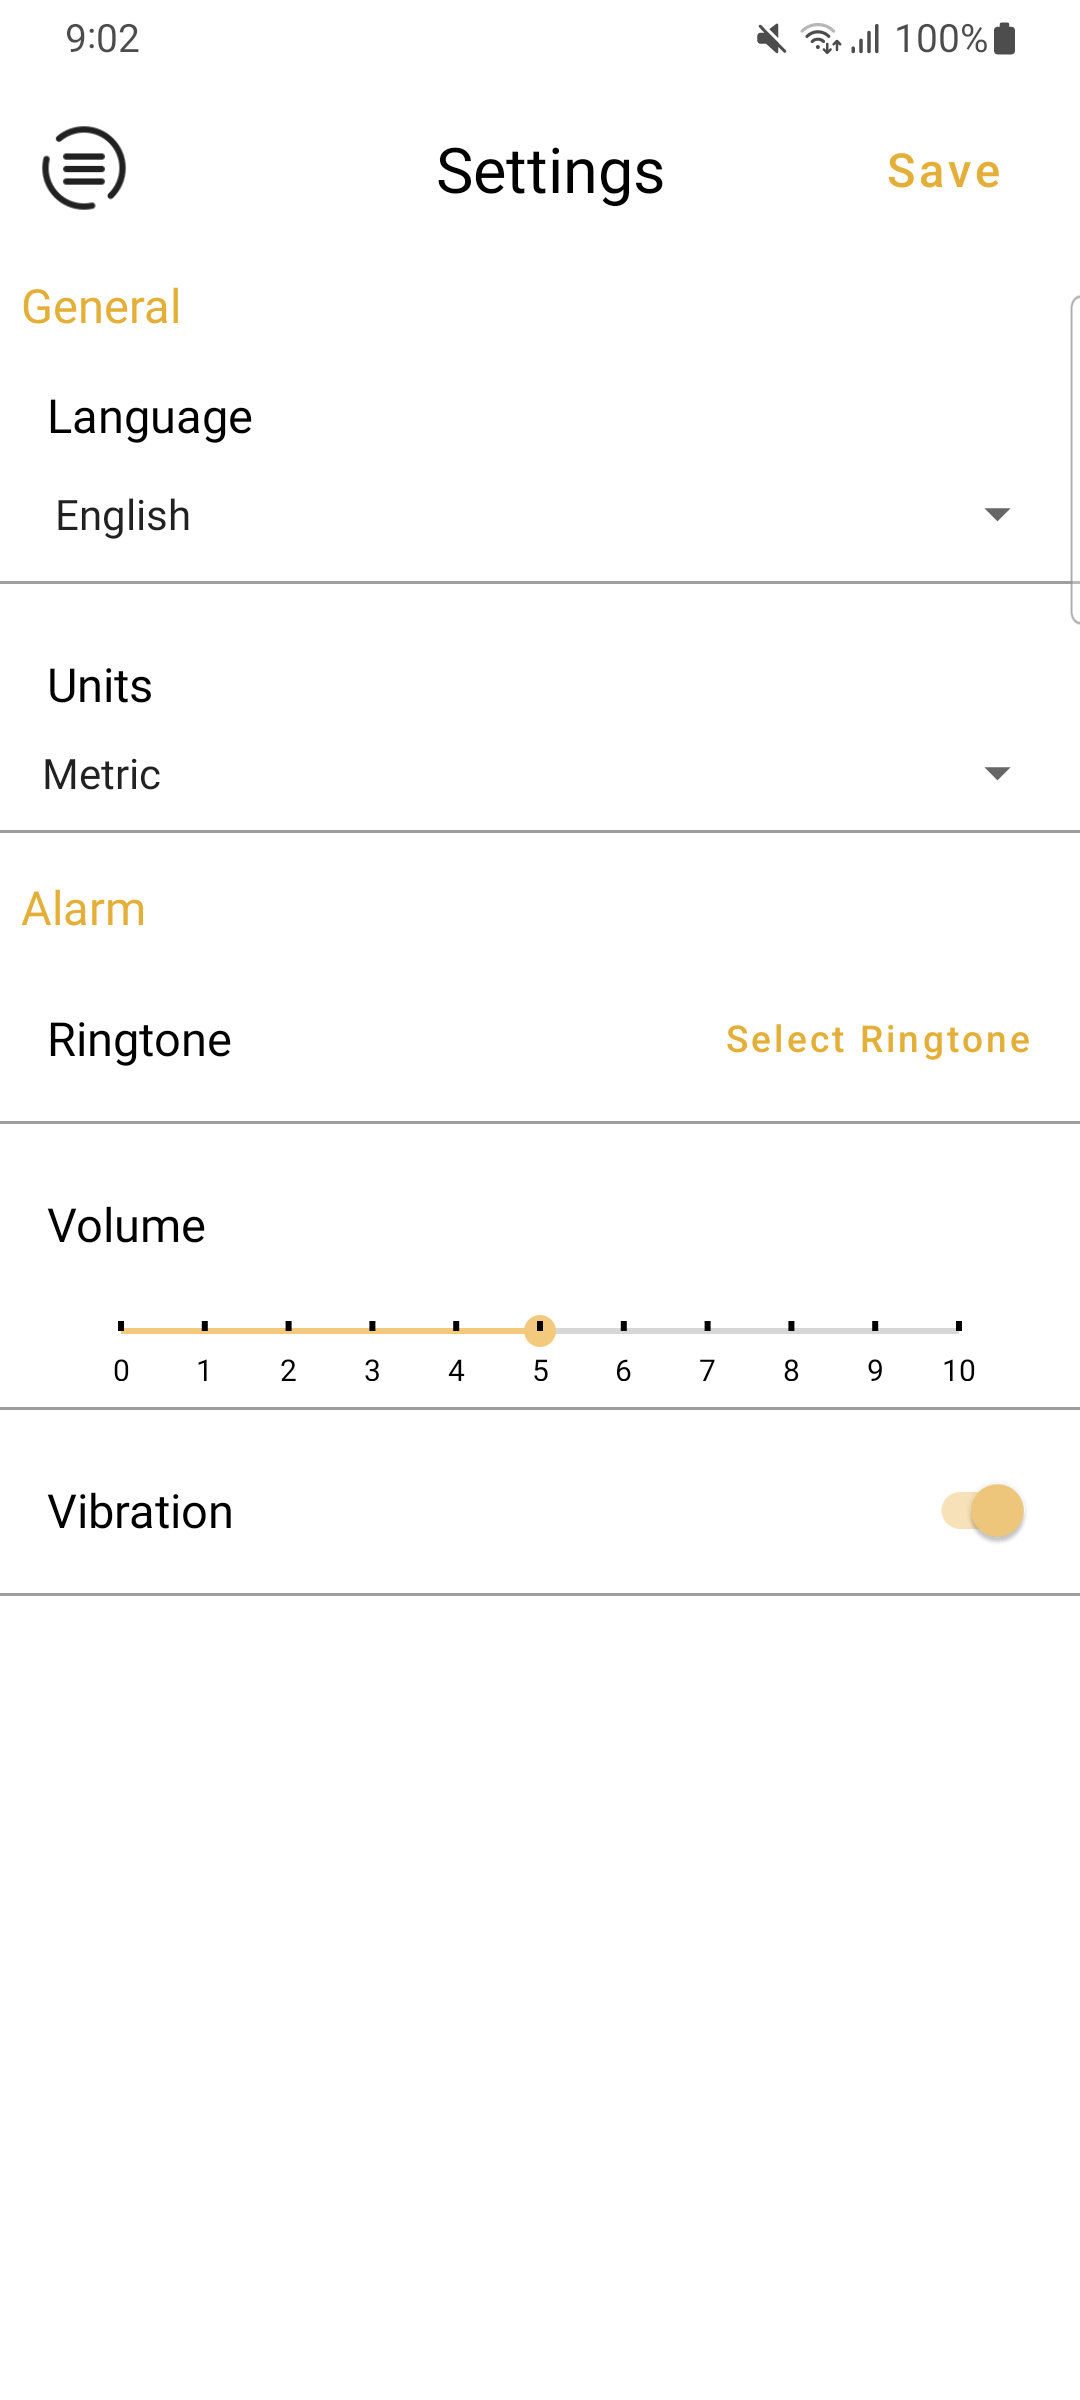 9:02 100%
Settings Save
General
Language
English
Units
Metric
Alarm
Ringtone Select Ringtone
Volume
0 1 2 3 4 5 6 7 8 9 10
Vibration